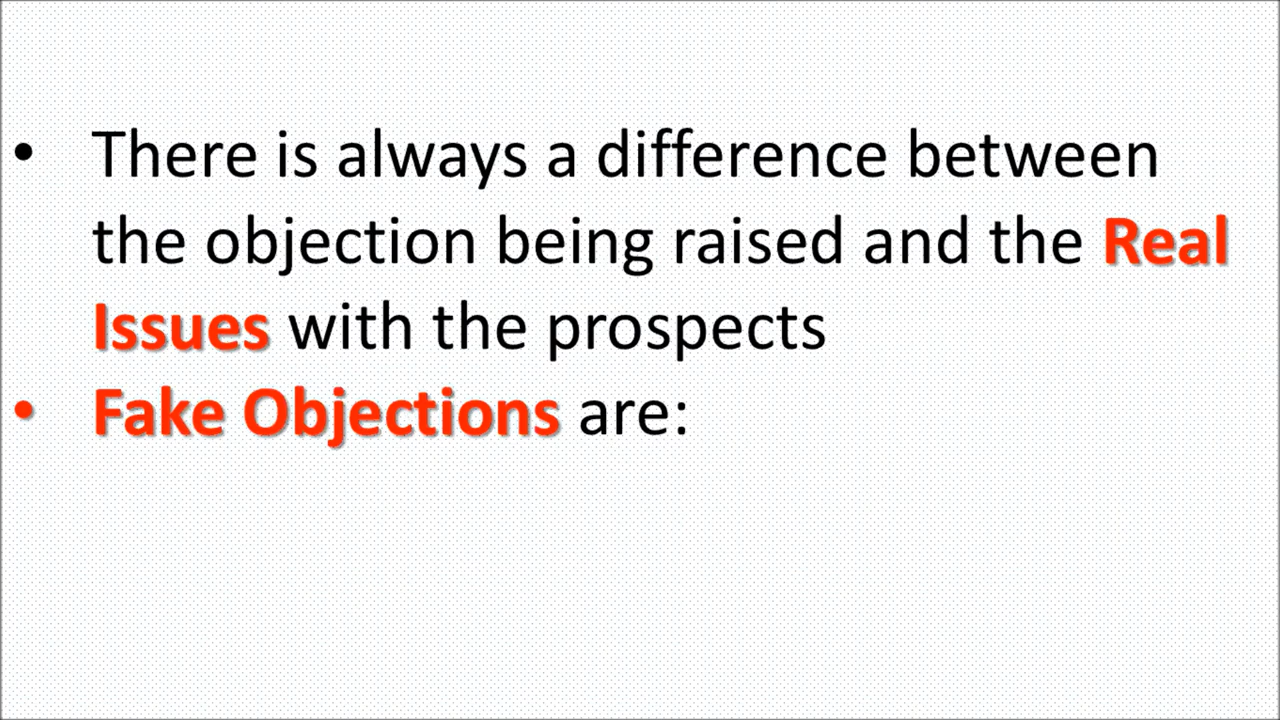 • There is always a difference between
the objection being raised and the Real
Issues with the prospects
• Fake Objections are: